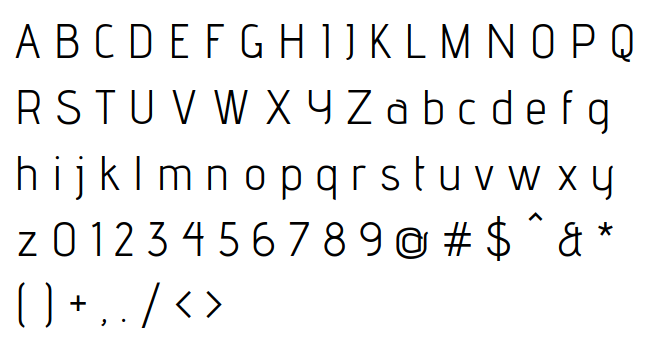 A B C D E F G H I J K L M N O P Q
R S T U V W X Y Z a b c d e f g
h i j k l m n o p q r s t u v w x y
z 0 1 2 3 4 5 6 7 8 9 @ # $ ^ & *
( ) + , . / < >